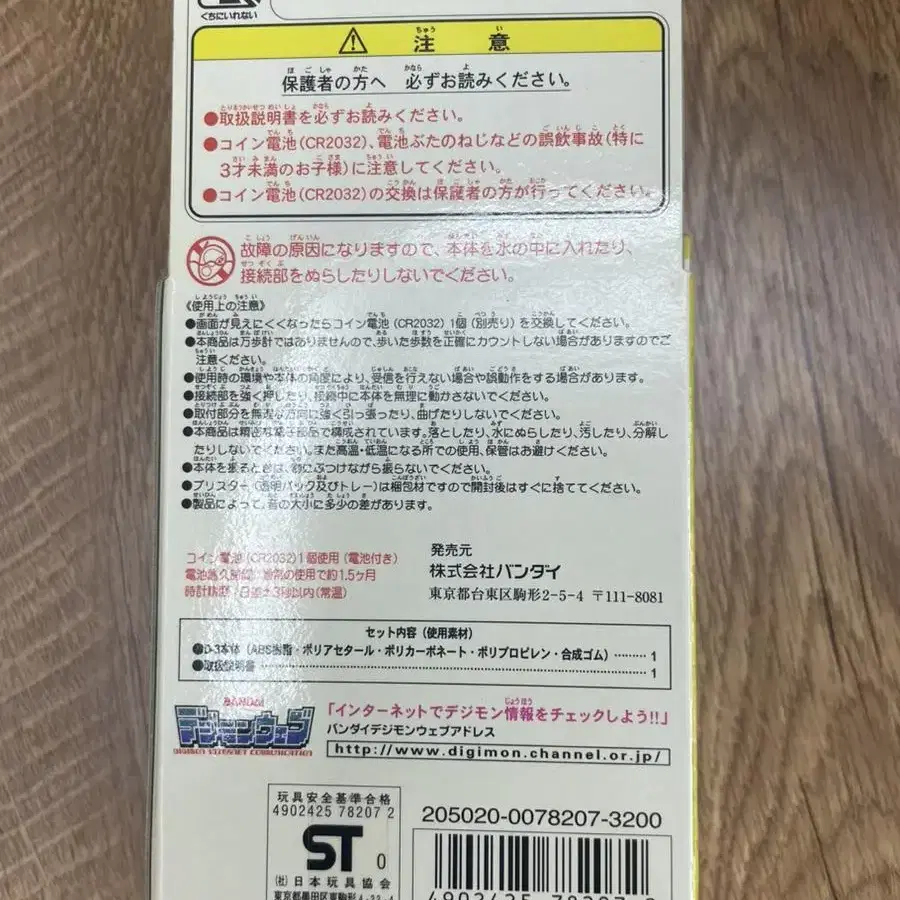 くちにいれない
注意
保護者の方へ 必ずお読みください。
●取扱説明書を必ずお読みください。
●コイン電池(CR2032)、電池ぶたのねじなどの誤飲事故(特に
3才未満のお子様)に注意してください。
●コイン電池(CR2032)の交換は保護者の方が行ってください。
故障の原因になりますので、本体を水の中に入れたり、
接続部をぬらしたりしないでください。
《使用上の注意》
●画面が見えにくくなったらコイン電池(CR2032)1個(別売り)を交換してください。
●本商品は万歩計ではありませんので、歩いた歩数を正確にカウントしない場合がありますのでご
注意ください。
●使用時の環境や本体の角度により、受信を行えない場合や誤動作をする場合があります。
●接続部を強く押したり、接続中に本体を無理に動かさないでください。
●取付部分を無理な方向に強く引っ張ったり、曲げたりしないでください。
●本商品は精密な電子部品で構成されています。落としたり、水にぬらしたり、汚したり、分解し
たりしないでください。また高温・低温になる所での使用、保管はお避けください。
●本体を振るときは、物にぶつけながら振らないでください。
●ブリスター(透明パック及びトレー)は梱包材ですので開封後はすぐに捨ててください。
●製品によって、音の大小に多少の差があります。
コイン電池(CR2032)1個使用(電池付き)
電池耐久時間:通常の使用で約1.5ヶ月
時計精度:日差±3秒以内(常温)
発売元
株式会社バンダイ
東京都台東区駒形2-5-4 〒111-8081
セット内容(使用素材)
●D-3本体(ABS樹脂・ポリアセタール・ポリカーボネート・ポリプロピレン・合成ゴム)………1
●取扱説明書………1
BANDAI
デジモンウェブ
DIGIMON INTERNET COMMUNICATION
「インターネットでデジモン情報をチェックしよう!!」
バンダイデジモンウェブアドレス
http://www.digimon.channel.or.jp/
玩具安全基準合格
4902425 78207 2
ST 0
(社)日本玩具協会
205020-0078207-3200